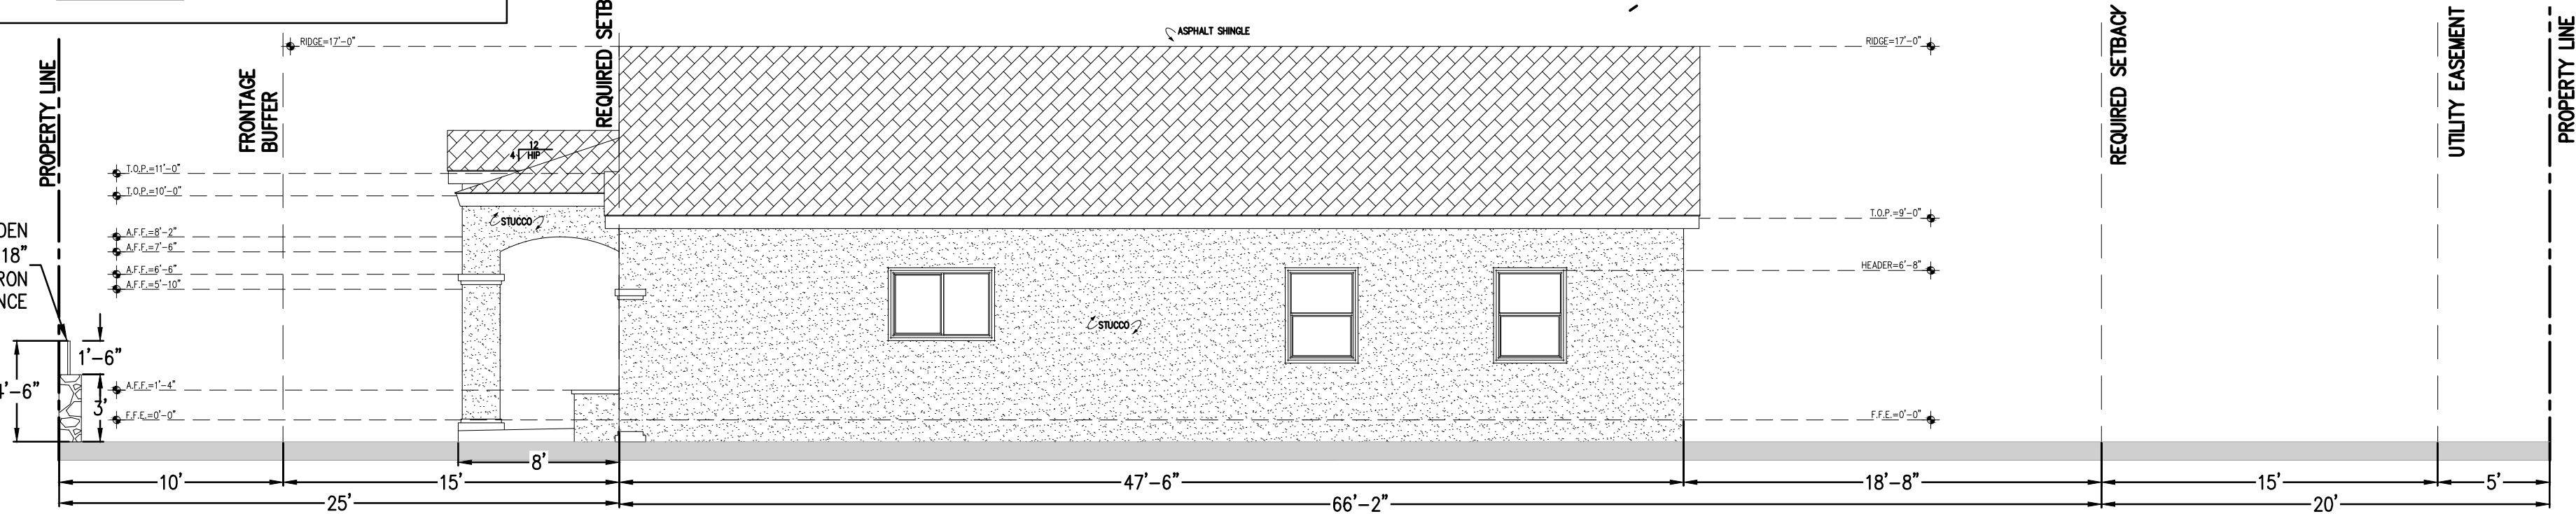 PROPERTY LINE
FRONTAGE
BUFFER
RIDGE=17'-0"
REQUIRED SETB
ASPHALT SHINGLE
RIDGE=17'-0"
REQUIRED SETBACK
UTILITY EASEMENT
PROPERTY LINE
12
4 HIP
T.O.P.=11'-0"
T.O.P.=10'-0"
STUCCO
T.O.P.=9'-0"
DEN
18"
RON
NCE
A.F.F.=8'-2"
A.F.F.=7'-6"
A.F.F.=6'-6"
A.F.F.=5'-10"
HEADER=6'-8"
STUCCO
1'-6"
4'-6"
3'
A.F.F.=1'-4"
F.F.E.=0'-0"
F.F.E.=0'-0"
8'
10'
15'
47'-6"
18'-8"
15'
5'
25'
66'-2"
20'